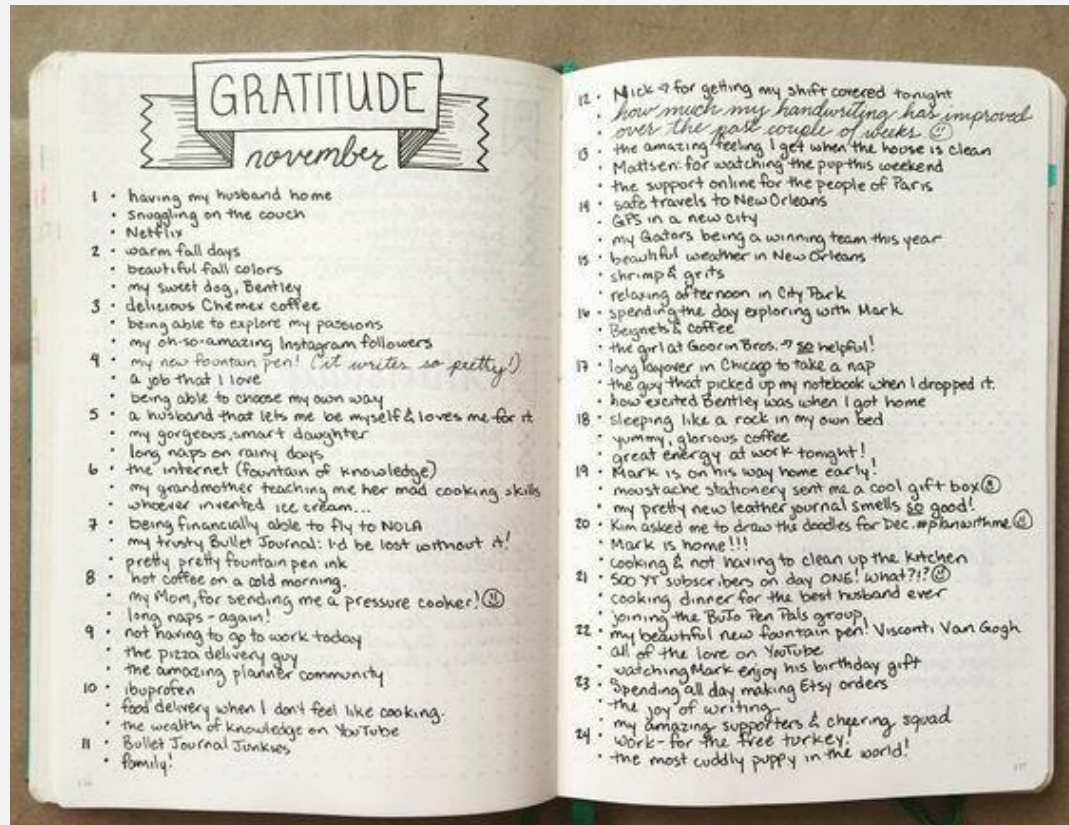 GRATITUDE
november
1 · having my husband home
· snuggling on the couch
· Netflix
2 · warm fall days
· beautiful fall colors
· my sweet dog, Bentley
3 · delicious Chemex coffee
· being able to explore my passions
· my oh-so-amazing Instagram followers
4 · my new fountain pen! (it writes so pretty!)
· a job that I love
· being able to choose my own way
5 · a husband that lets me be myself & loves me for it
· my gorgeous, smart daughter
· long naps on rainy days
6 · the internet (fountain of knowledge)
· my grandmother teaching me her mad cooking skills
· whoever invented ice cream...
7 · being financially able to fly to NOLA
· my trusty Bullet Journal: I'd be lost without it!
· pretty pretty fountain pen ink
8 · hot coffee on a cold morning.
· my Mom, for sending me a pressure cooker!
· long naps - again!
9 · not having to go to work today
· the pizza delivery guy
· the amazing planner community
10 · ibuprofen
· food delivery when I don't feel like cooking.
· the wealth of knowledge on YouTube
11 · Bullet Journal Junkies
· family!
12 · Nick → for getting my shift covered tonight
· how much my handwriting has improved
· over the past couple of weeks
13 · the amazing feeling I get when the house is clean
· Mattsen: for watching the pup this weekend
· the support online for the people of Paris
14 · safe travels to New Orleans
· GPS in a new city
· my Gators being a winning team this year
15 · beautiful weather in New Orleans
· shrimp & grits
· relaxing afternoon in City Park
16 · spending the day exploring with Mark
· Beignets & coffee
· the girl at Goorin Bros. → so helpful!
17 · long layover in Chicago to take a nap
· the guy that picked up my notebook when I dropped it.
· how excited Bentley was when I got home
18 · sleeping like a rock in my own bed
· yummy, glorious coffee
· great energy at work tonight!
19 · Mark is on his way home early!
· moustache stationery sent me a cool gift box
· my pretty new leather journal smells so good!
20 · Kim asked me to draw the doodles for Dec. #planwithme
· Mark is home!!!
· cooking & not having to clean up the kitchen
21 · 500 YT subscribers on day ONE! what?!?
· cooking dinner for the best husband ever
· joining the BuJo Pen Pals group
22 · my beautiful new fountain pen! Visconti Van Gogh
· all of the love on YouTube
· watching Mark enjoy his birthday gift
23 · Spending all day making Etsy orders
· the joy of writing
· my amazing supporters & cheering squad
24 · work - for the free turkey!
· the most cuddly puppy in the world!